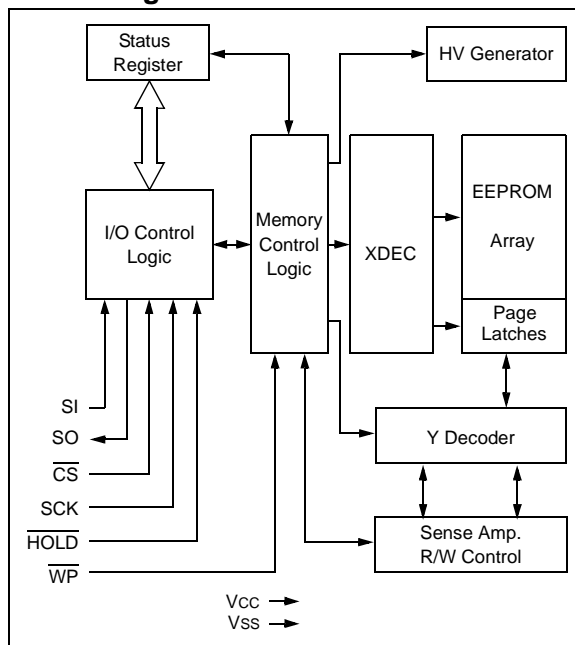 Status
Register
HV Generator
I/O Control
Logic
Memory
Control
Logic
XDEC
EEPROM
Array
Page
Latches
SI
SO
CS
SCK
HOLD
WP
Y Decoder
Sense Amp.
R/W Control
VCC
VSS